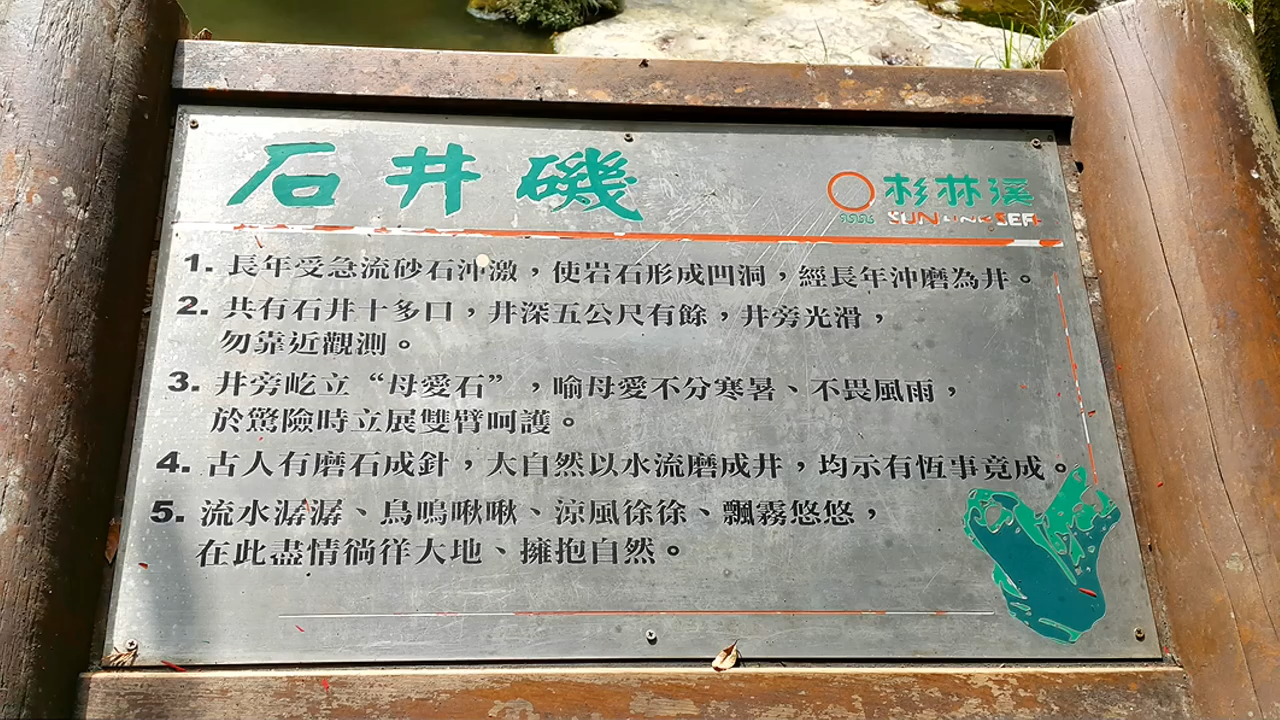 石井磯
杉林溪
SUN LINK SEA
1. 長年受急流砂石沖激，使岩石形成凹洞，經長年沖磨為井。
2. 共有石井十多口，井深五公尺有餘，井旁光滑，
勿靠近觀測。
3. 井旁屹立“母愛石”，喻母愛不分寒暑、不畏風雨，
於驚險時立展雙臂呵護。
4. 古人有磨石成針，大自然以水流磨成井，均示有恆事竟成。
5. 流水潺潺、鳥鳴啾啾、涼風徐徐、飄霧悠悠，
在此盡情徜徉大地、擁抱自然。